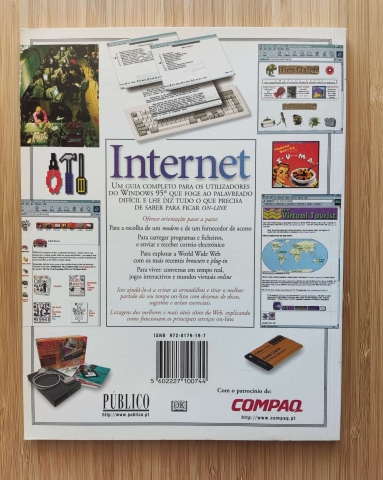 Internet
UM GUIA COMPLETO PARA OS UTILIZADORES
DO WINDOWS 95® QUE FOGE AO PALAVREADO
DIFÍCIL E LHE DIZ TUDO O QUE PRECISA
DE SABER PARA FICAR ON-LINE
Oferece orientação passo a passo:
Para a escolha de um modem e de um fornecedor de acesso
Para carregar programas e ficheiros,
e enviar e receber correio electrónico
Para explorar a World Wide Web
com os mais recentes browsers e plug-in
Para viver: conversas em tempo real,
jogos interactivos e mundos virtuais online
Isto ajudá-lo-á a evitar as armadilhas e tirar o melhor
partido do seu tempo on-line com dezenas de dicas,
sugestões e avisos essenciais.
Listagens dos melhores e mais úteis sítios da Web, explicando
como funcionam os principais serviços on-line
Virtual Tourist
ISBN 972-8179-19-7
5 602227 100744
PÚBLICO
http://www.publico.pt
DK
Com o patrocínio de:
COMPAQ
http://www.compaq.pt